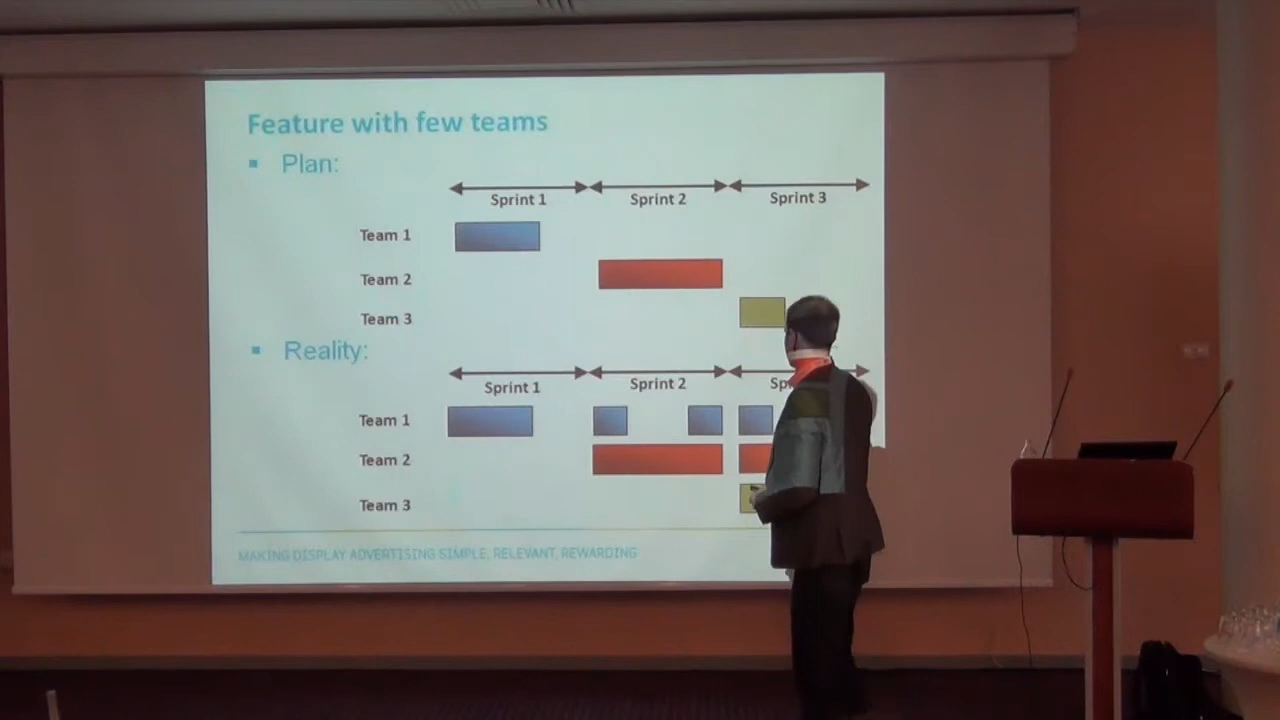 Feature with few teams
Plan:
Sprint 1 Sprint 2 Sprint 3
Team 1
Team 2
Team 3
Reality:
Sprint 1 Sprint 2
Team 1
Team 2
Team 3
MAKING DISPLAY ADVERTISING SIMPLE, RELEVANT, REWARDING